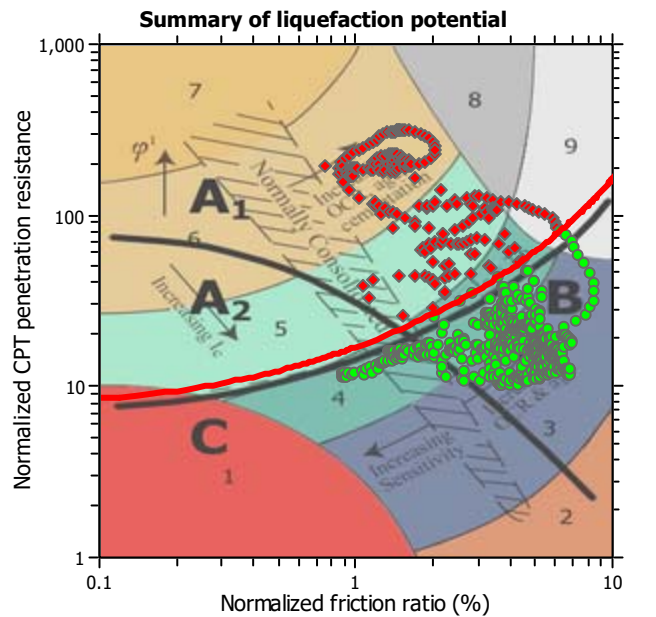 Summary of liquefaction potential
Normalized CPT penetration resistance
1,000
100
10
1
7
8
9
φ'
A1
Normally Consolidated
6
A2
Increasing Ic
5
B
4
C
1
3
Increasing
Sensitivity
2
0.1
1
10
Normalized friction ratio (%)